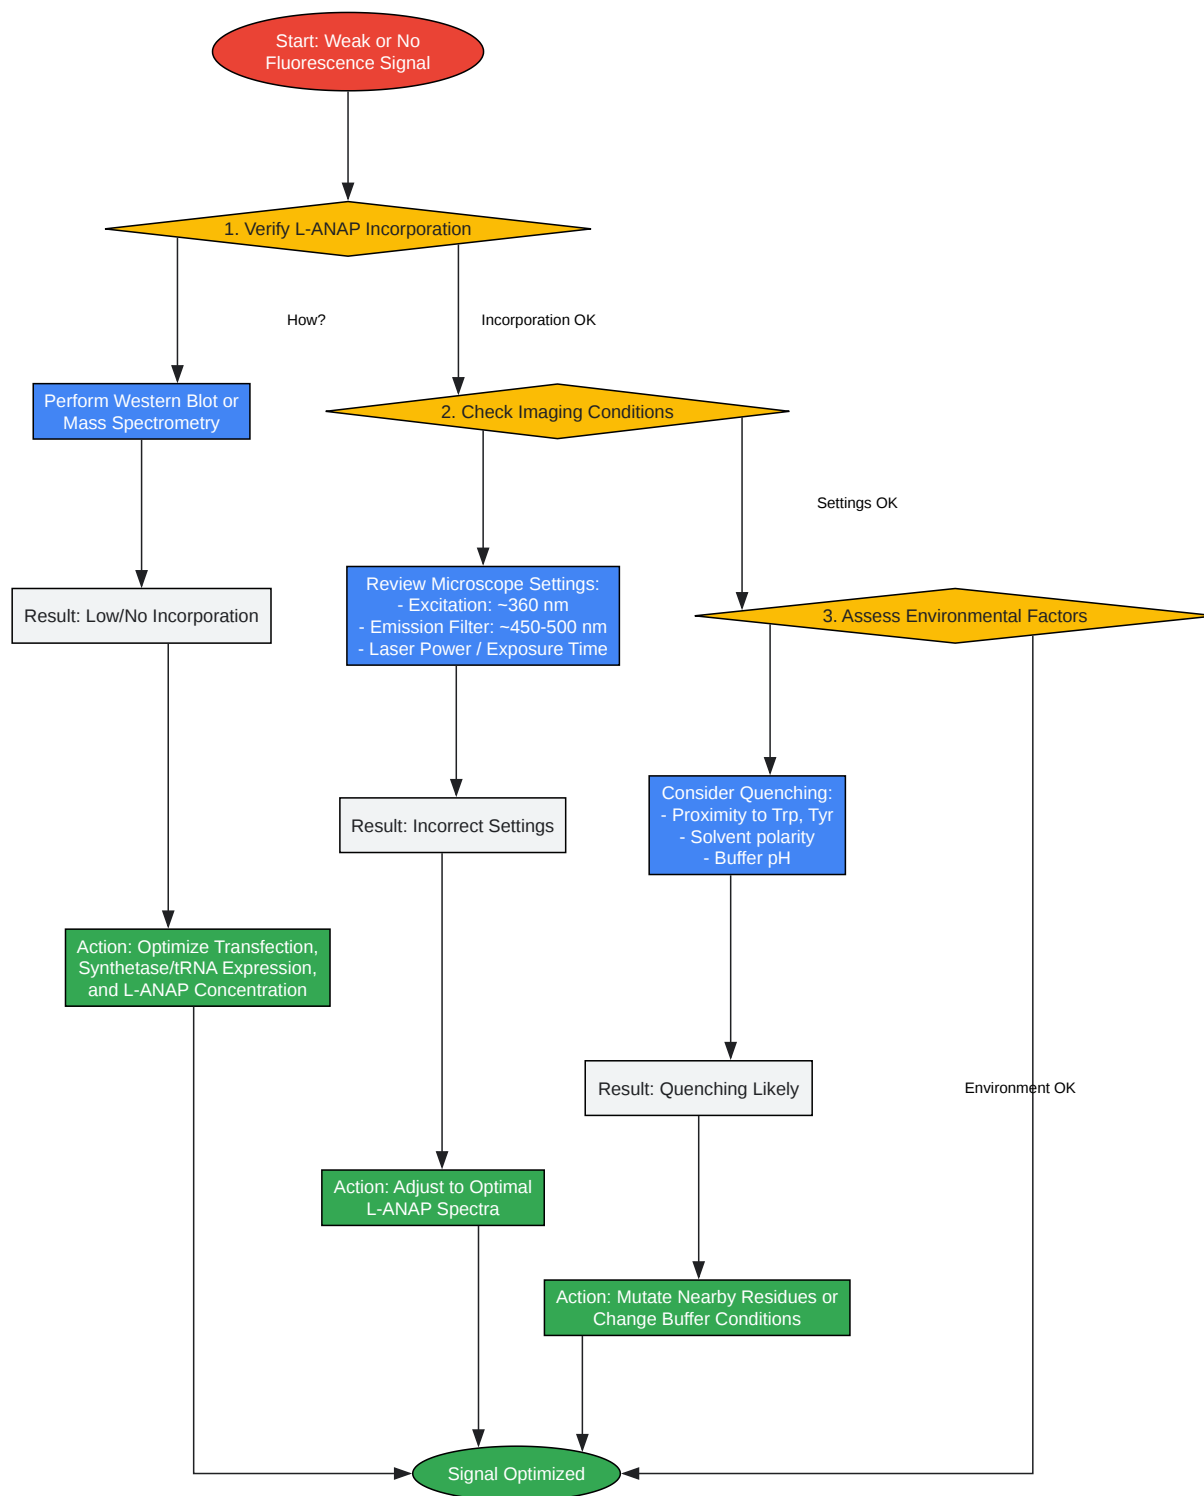 Start: Weak or No
Fluorescence Signal
1. Verify L-ANAP Incorporation
How?
Incorporation OK
Perform Western Blot or
Mass Spectrometry
2. Check Imaging Conditions
Settings OK
Result: Low/No Incorporation
Review Microscope Settings:
- Excitation: ~360 nm
- Emission Filter: ~450-500 nm
- Laser Power / Exposure Time
3. Assess Environmental Factors
Result: Incorrect Settings
Consider Quenching:
- Proximity to Trp, Tyr
- Solvent polarity
- Buffer pH
Action: Optimize Transfection,
Synthetase/tRNA Expression,
and L-ANAP Concentration
Result: Quenching Likely
Environment OK
Action: Adjust to Optimal
L-ANAP Spectra
Action: Mutate Nearby Residues or
Change Buffer Conditions
Signal Optimized